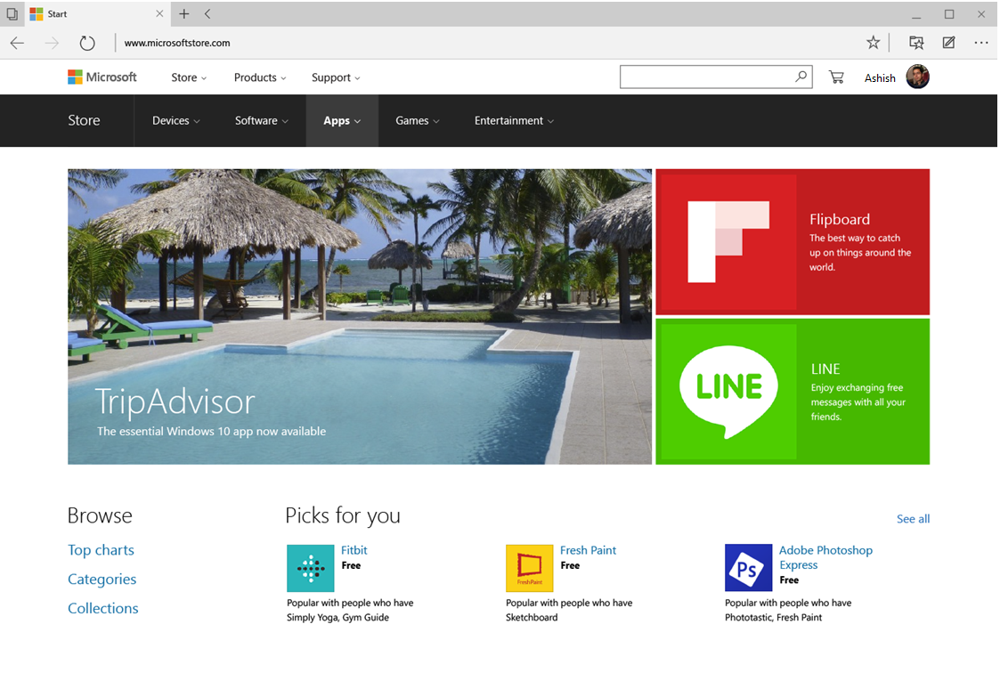 Start
www.microsoftstore.com
Microsoft
Store
Products
Support
Ashish
Store
Devices
Software
Apps
Games
Entertainment
TripAdvisor
The essential Windows 10 app now available
Flipboard
The best way to catch
up on things around the
world.
LINE
LINE
Enjoy exchanging free
messages with all your
friends.
Browse
Top charts
Categories
Collections
Picks for you
See all
Fitbit
Free
Popular with people who have
Simply Yoga, Gym Guide
FreshPaint
Fresh Paint
Free
Popular with people who have
Sketchboard
Ps
Adobe Photoshop
Express
Free
Popular with people who have
Phototastic, Fresh Paint